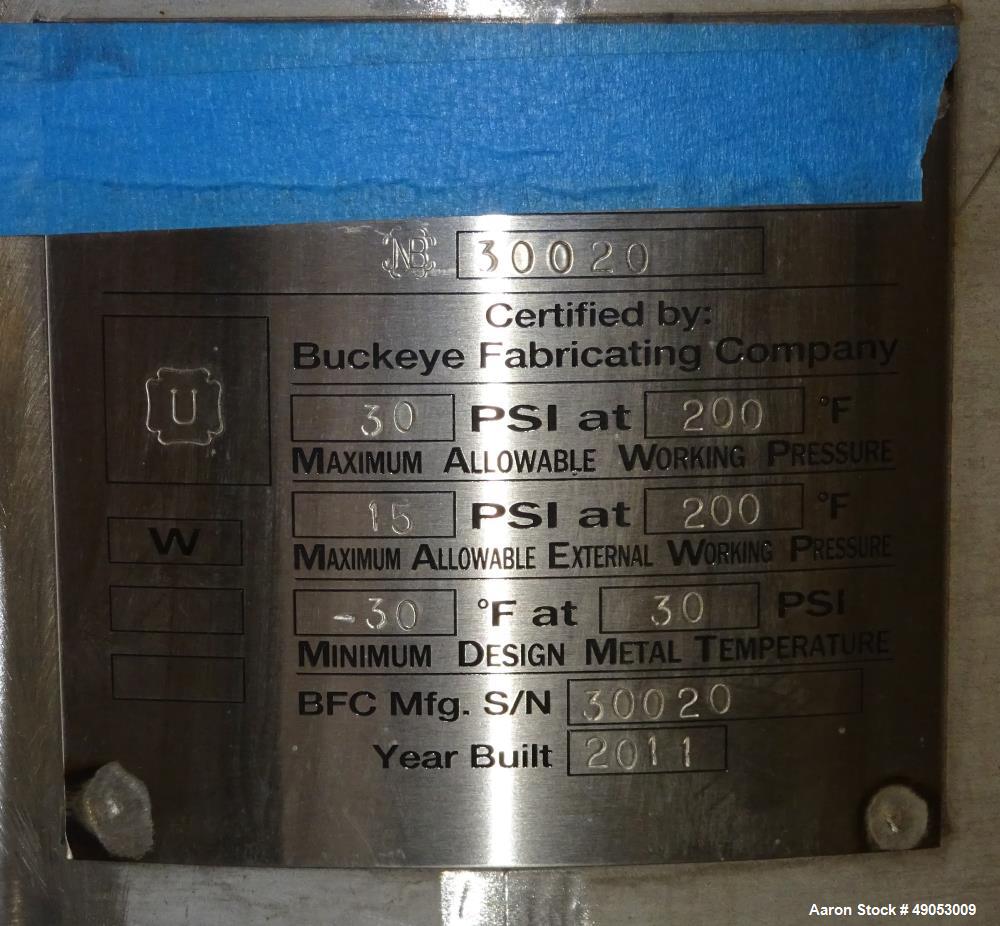 NB 30020
Certified by:
Buckeye Fabricating Company
U
30 PSI at 200 °F
MAXIMUM ALLOWABLE WORKING PRESSURE
15 PSI at 200 °F
MAXIMUM ALLOWABLE EXTERNAL WORKING PRESSURE
W
-30 °F at 30 PSI
MINIMUM DESIGN METAL TEMPERATURE
BFC Mfg. S/N 30020
Year Built 2011
Aaron Stock # 49053009